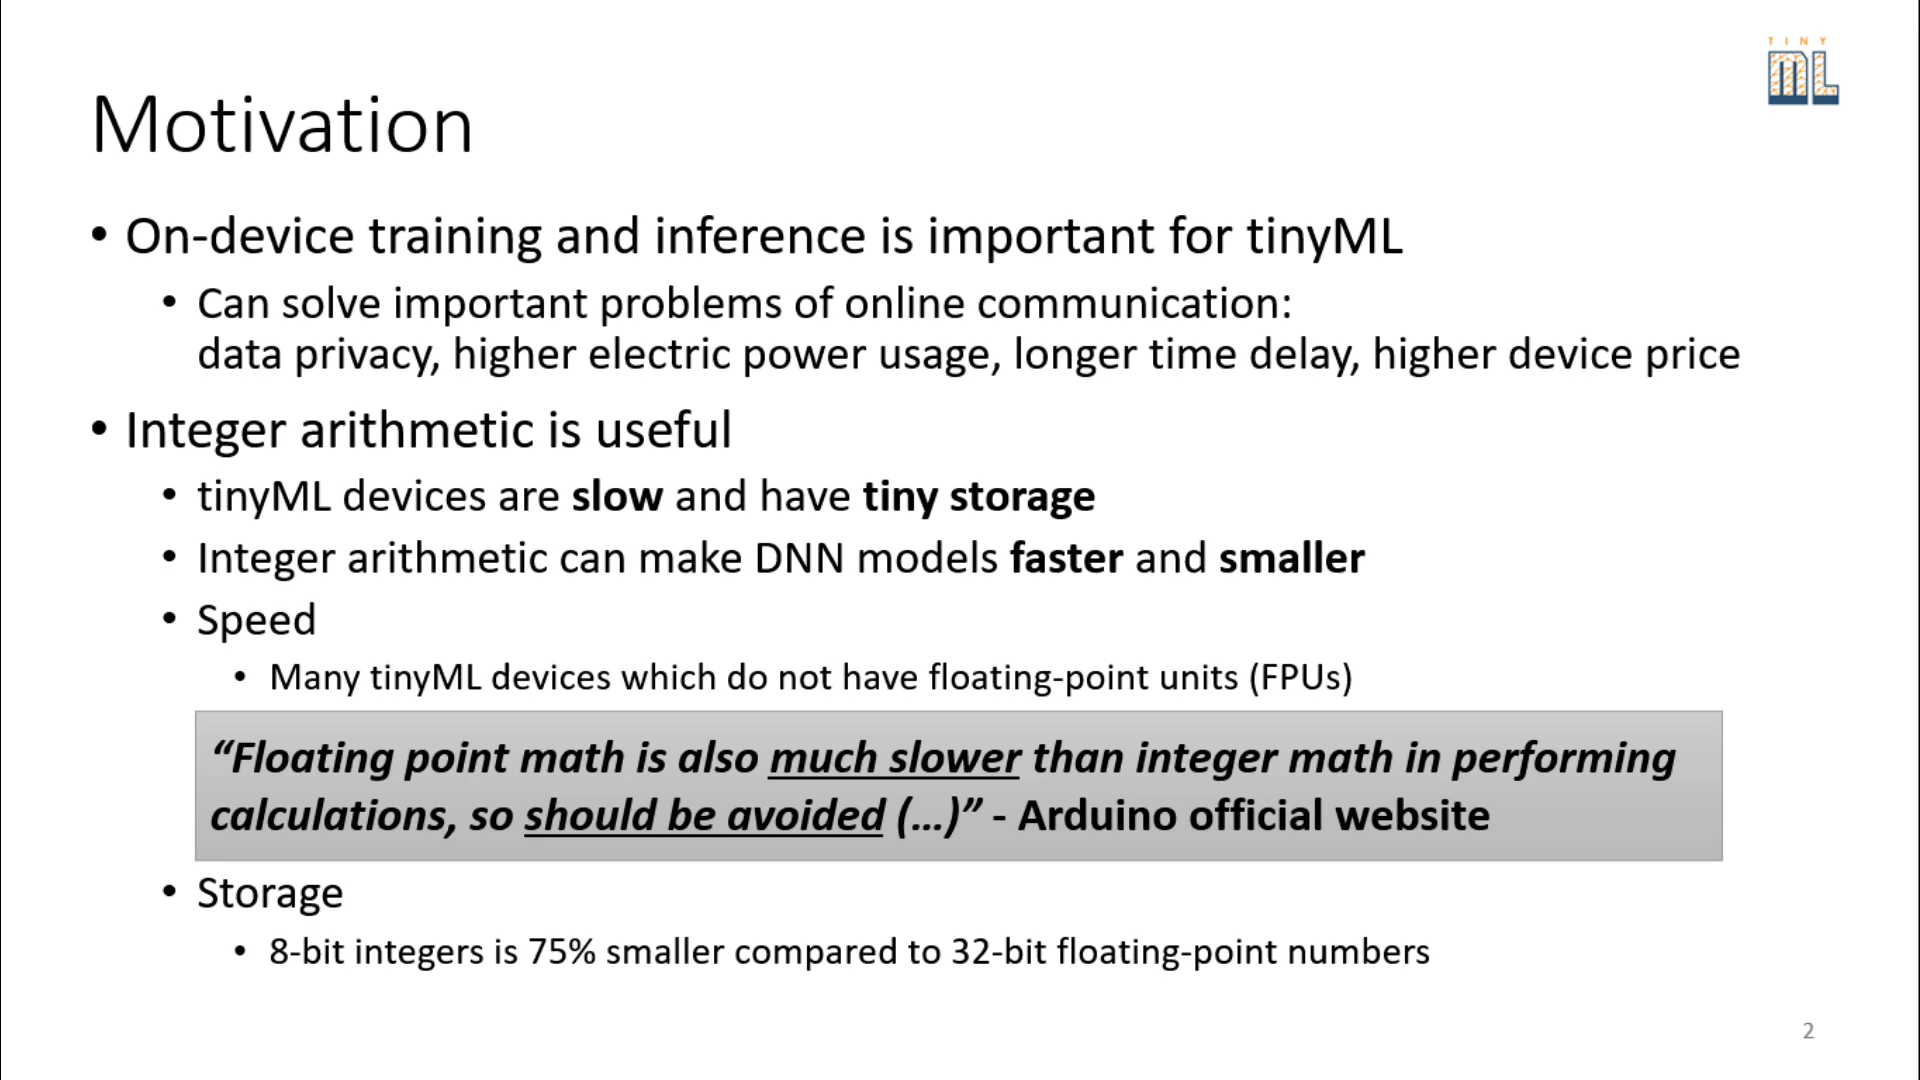 TINY
ML
Motivation
• On-device training and inference is important for tinyML
• Can solve important problems of online communication:
data privacy, higher electric power usage, longer time delay, higher device price
• Integer arithmetic is useful
• tinyML devices are slow and have tiny storage
• Integer arithmetic can make DNN models faster and smaller
• Speed
• Many tinyML devices which do not have floating-point units (FPUs)
“Floating point math is also much slower than integer math in performing
calculations, so should be avoided (…)” - Arduino official website
• Storage
• 8-bit integers is 75% smaller compared to 32-bit floating-point numbers
2